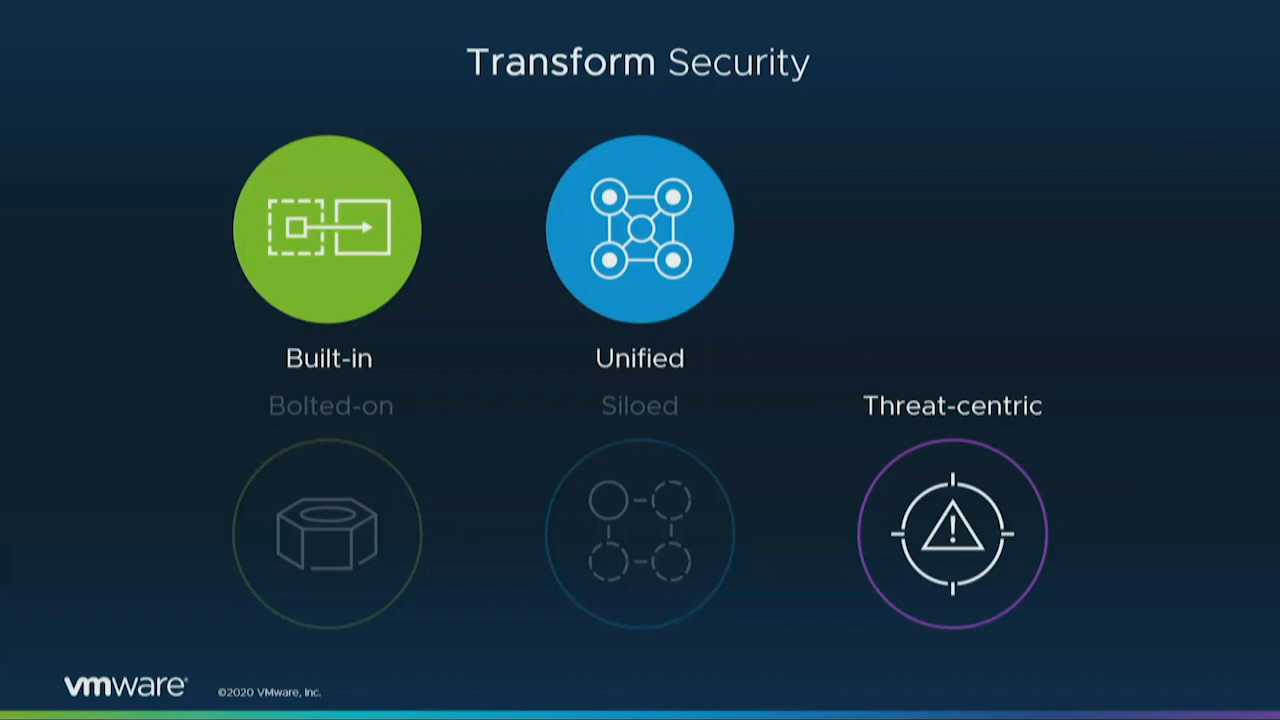 Transform Security
Built-in
Unified
Bolted-on
Siloed
Threat-centric
vmware®
©2020 VMware, Inc.